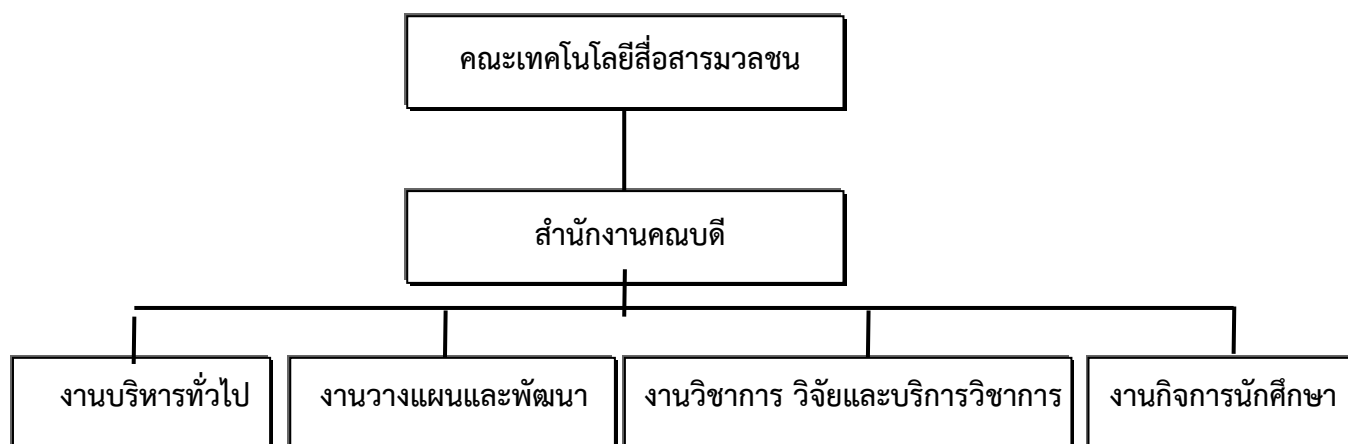 คณะเทคโนโลยีสื่อสารมวลชน
สำนักงานคณบดี
งานบริหารทั่วไป
งานวางแผนและพัฒนา
งานวิชาการ วิจัยและบริการวิชาการ
งานกิจการนักศึกษา